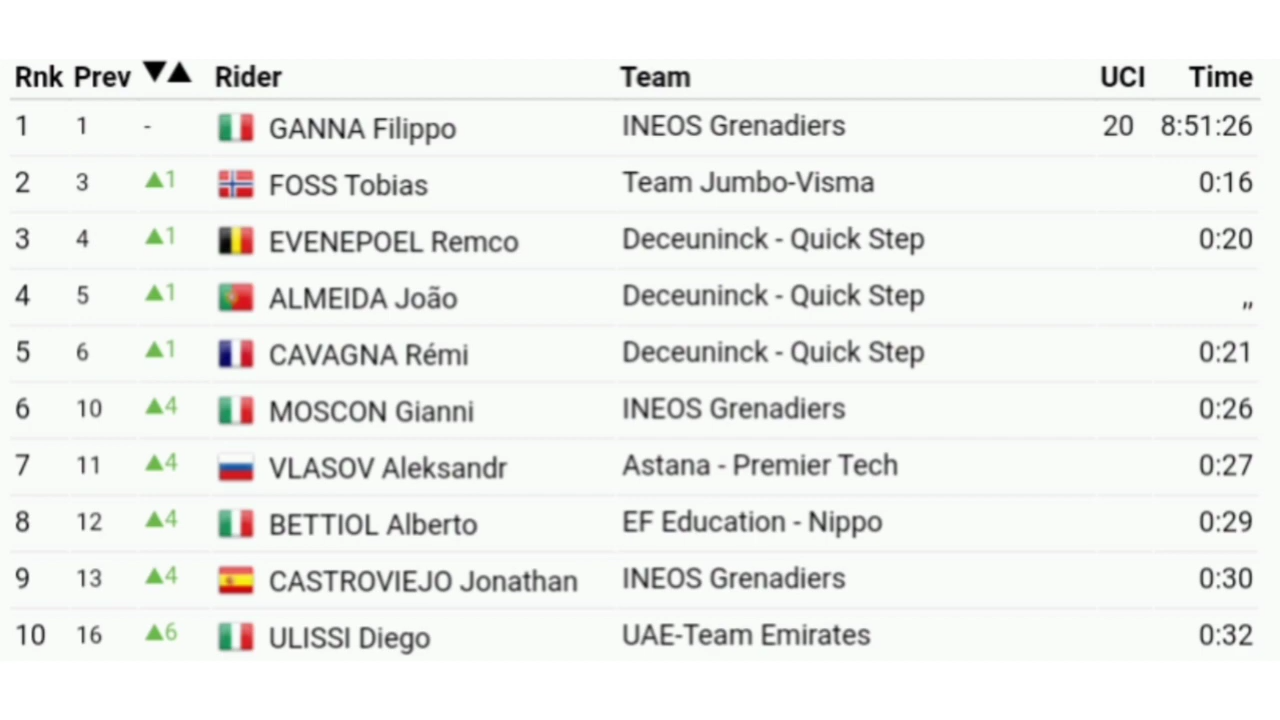 Rnk Prev ▼▲ Rider Team UCI Time
1 1 - GANNA Filippo INEOS Grenadiers 20 8:51:26
2 3 ▲1 FOSS Tobias Team Jumbo-Visma 0:16
3 4 ▲1 EVENEPOEL Remco Deceuninck - Quick Step 0:20
4 5 ▲1 ALMEIDA João Deceuninck - Quick Step ,,
5 6 ▲1 CAVAGNA Rémi Deceuninck - Quick Step 0:21
6 10 ▲4 MOSCON Gianni INEOS Grenadiers 0:26
7 11 ▲4 VLASOV Aleksandr Astana - Premier Tech 0:27
8 12 ▲4 BETTIOL Alberto EF Education - Nippo 0:29
9 13 ▲4 CASTROVIEJO Jonathan INEOS Grenadiers 0:30
10 16 ▲6 ULISSI Diego UAE-Team Emirates 0:32